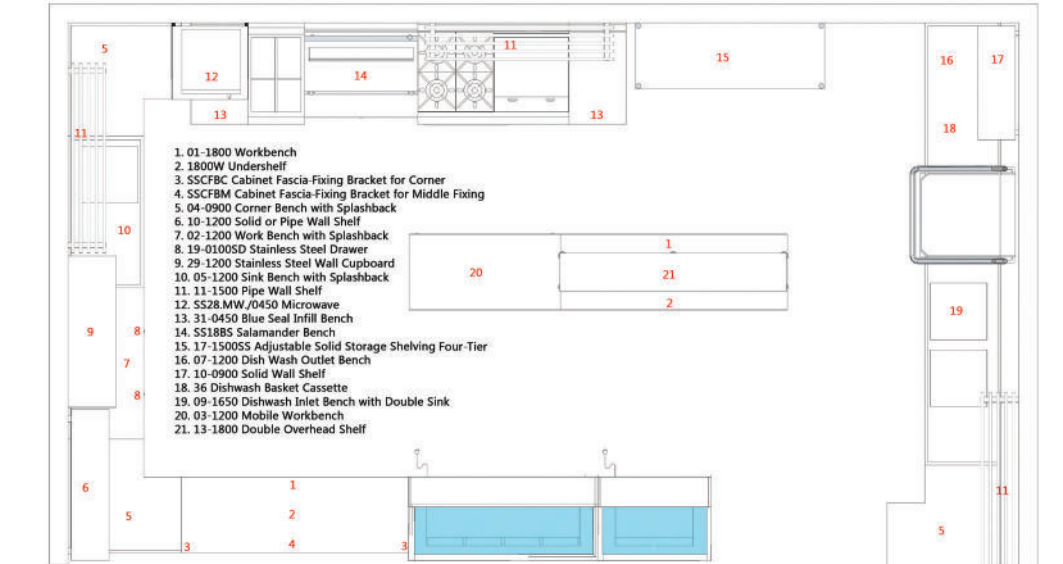 5
11
15
16
17
12
14
13
13
18
11
1. 01-1800 Workbench
2. 1800W Undershelf
3. SSCFBC Cabinet Fascia-Fixing Bracket for Corner
4. SSCFBM Cabinet Fascia-Fixing Bracket for Middle Fixing
5. 04-0900 Corner Bench with Splashback
6. 10-1200 Solid or Pipe Wall Shelf
7. 02-1200 Work Bench with Splashback
8. 19-0100SD Stainless Steel Drawer
9. 29-1200 Stainless Steel Wall Cupboard
10. 05-1200 Sink Bench with Splashback
11. 11-1500 Pipe Wall Shelf
12. SS28.MW./0450 Microwave
13. 31-0450 Blue Seal Infill Bench
14. SS18BS Salamander Bench
15. 17-1500SS Adjustable Solid Storage Shelving Four-Tier
16. 07-1200 Dish Wash Outlet Bench
17. 10-0900 Solid Wall Shelf
18. 36 Dishwash Basket Cassette
19. 09-1650 Dishwash Inlet Bench with Double Sink
20. 03-1200 Mobile Workbench
21. 13-1800 Double Overhead Shelf
10
1
20
21
2
19
9
8
7
8
6
1
11
5
2
5
3
4
3